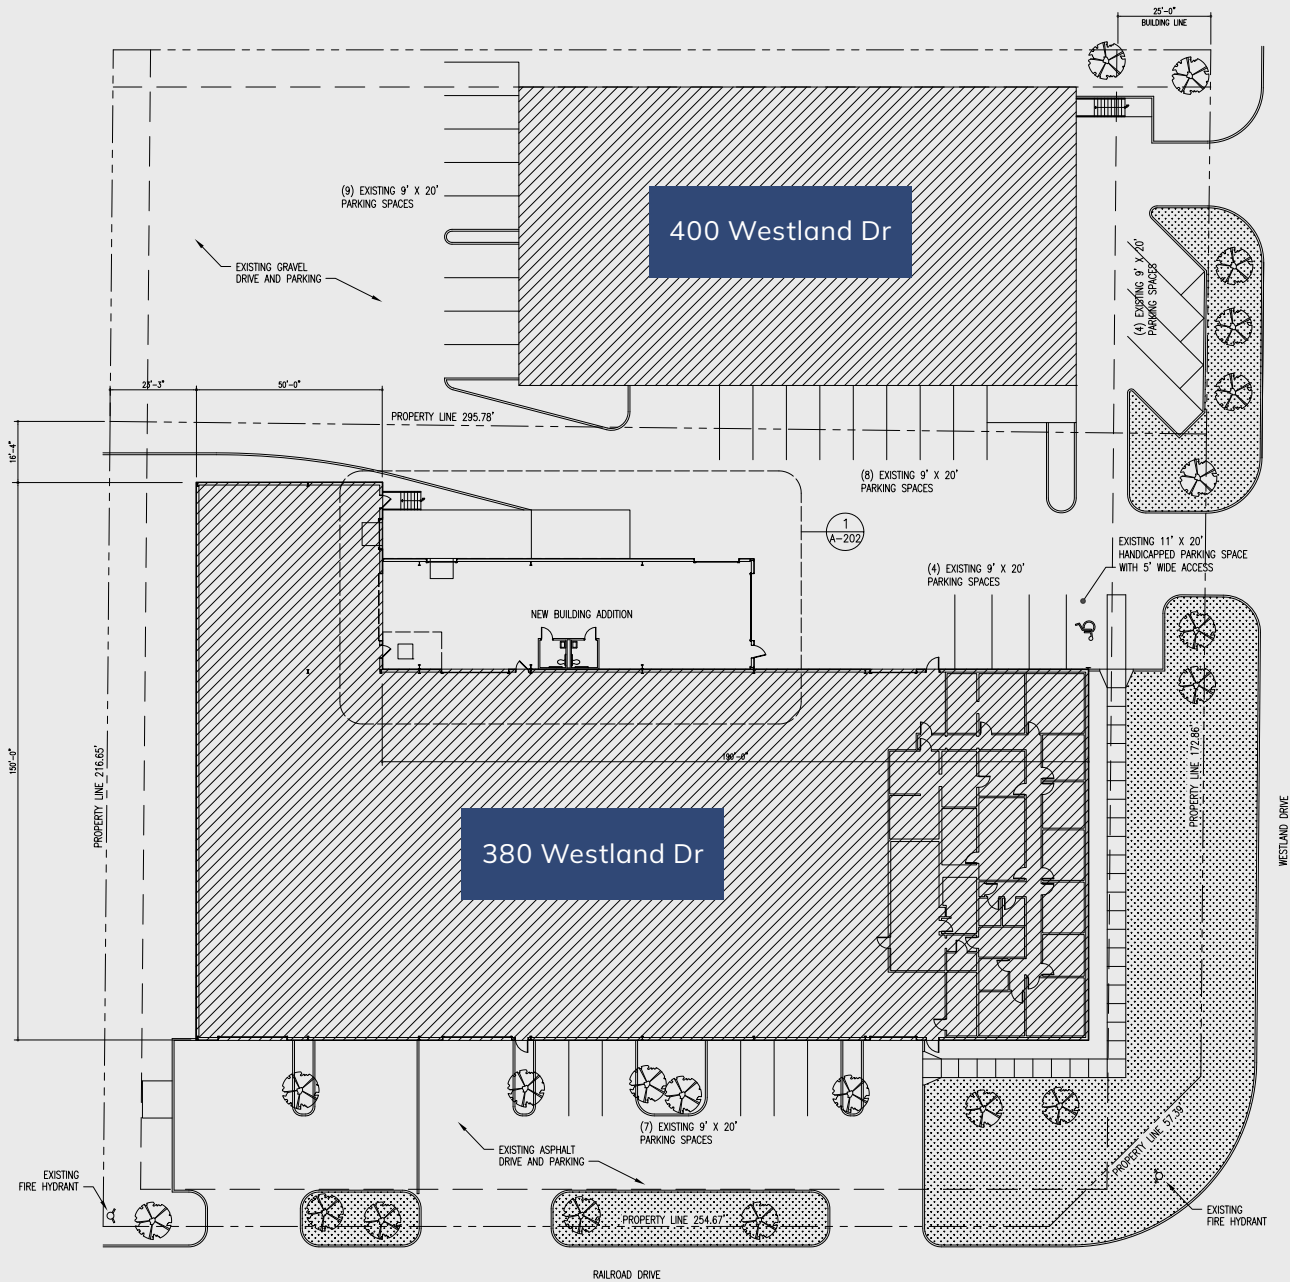 25'-0"
BUILDING LINE
(9) EXISTING 9' X 20'
PARKING SPACES
400 Westland Dr
(4) EXISTING 9' X 20'
PARKING SPACES
EXISTING GRAVEL
DRIVE AND PARKING
23'-3"
50'-0"
PROPERTY LINE 295.78'
16'-4"
(8) EXISTING 9' X 20'
PARKING SPACES
1
A-202
EXISTING 11' X 20'
HANDICAPPED PARKING SPACE
WITH 5' WIDE ACCESS
(4) EXISTING 9' X 20'
PARKING SPACES
NEW BUILDING ADDITION
150'-0"
PROPERTY LINE 216.65'
190'-0"
PROPERTY LINE 172.86'
WESTLAND DRIVE
380 Westland Dr
(7) EXISTING 9' X 20'
PARKING SPACES
EXISTING ASPHALT
DRIVE AND PARKING
PROPERTY LINE 57.39'
EXISTING
FIRE HYDRANT
EXISTING
FIRE HYDRANT
PROPERTY LINE 254.67'
RAILROAD DRIVE